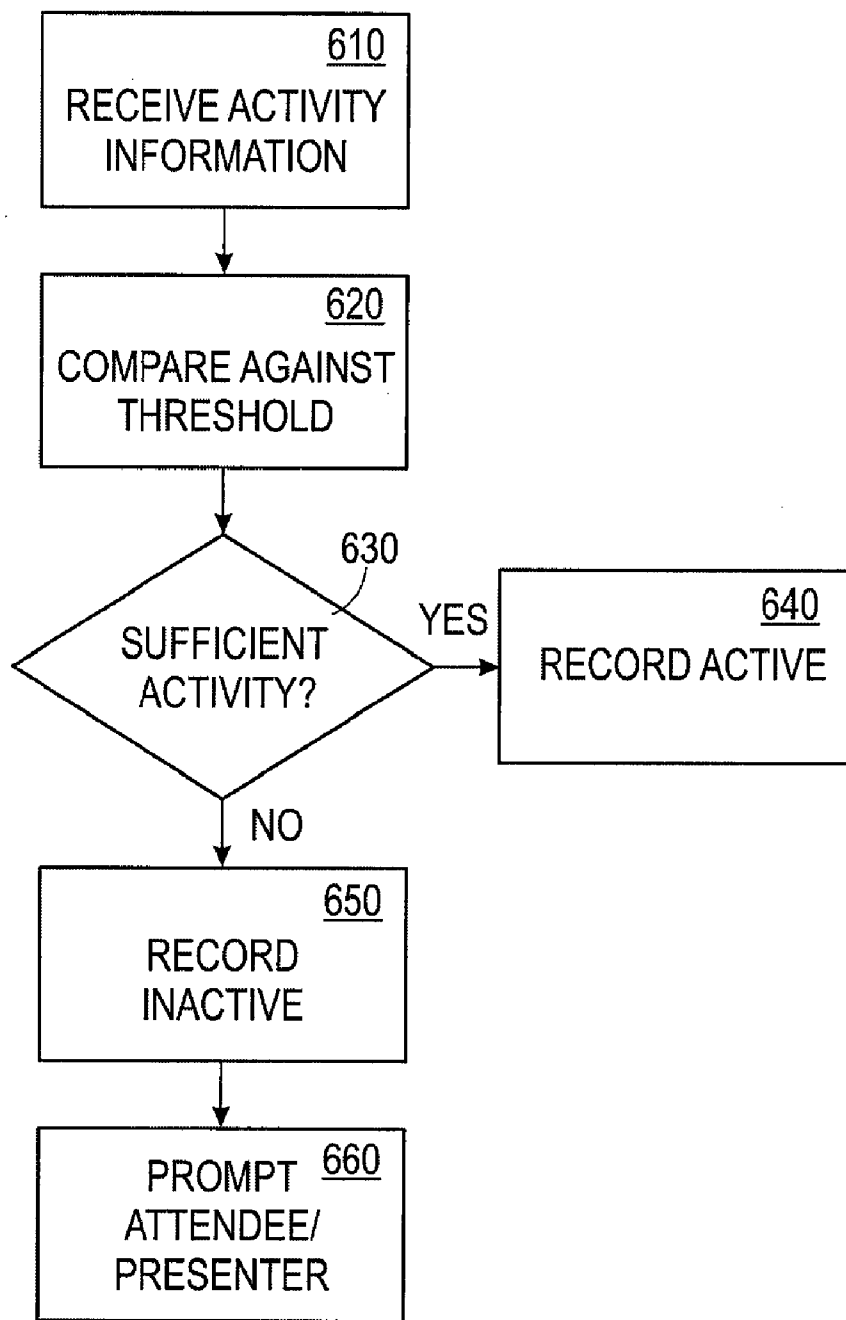 610
RECEIVE ACTIVITY
INFORMATION
620
COMPARE AGAINST
THRESHOLD
630
SUFFICIENT
ACTIVITY?
YES
640
RECORD ACTIVE
NO
650
RECORD
INACTIVE
660
PROMPT
ATTENDEE/
PRESENTER